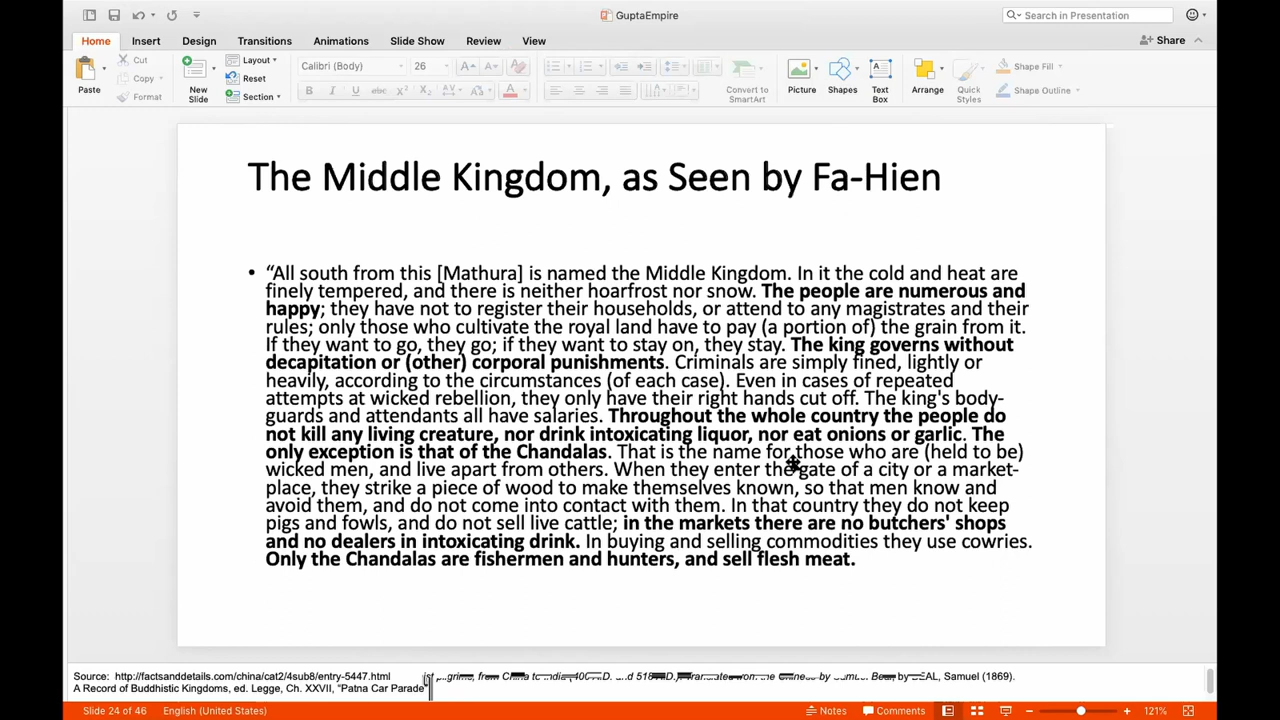 GuptaEmpire
Search in Presentation
Home Insert Design Transitions Animations Slide Show Review View
Share
Paste
Cut
Copy
Format
New
Slide
Layout
Reset
Section
Calibri (Body) 26
Convert to
SmartArt
Picture
Shapes
Text
Box
Arrange
Quick
Styles
Shape Fill
Shape Outline
The Middle Kingdom, as Seen by Fa-Hien
• “All south from this [Mathura] is named the Middle Kingdom. In it the cold and heat are
finely tempered, and there is neither hoarfrost nor snow. The people are numerous and
happy; they have not to register their households, or attend to any magistrates and their
rules; only those who cultivate the royal land have to pay (a portion of) the grain from it.
If they want to go, they go; if they want to stay on, they stay. The king governs without
decapitation or (other) corporal punishments. Criminals are simply fined, lightly or
heavily, according to the circumstances (of each case). Even in cases of repeated
attempts at wicked rebellion, they only have their right hands cut off. The king's body-
guards and attendants all have salaries. Throughout the whole country the people do
not kill any living creature, nor drink intoxicating liquor, nor eat onions or garlic. The
only exception is that of the Chandalas. That is the name for those who are (held to be)
wicked men, and live apart from others. When they enter the gate of a city or a market-
place, they strike a piece of wood to make themselves known, so that men know and
avoid them, and do not come into contact with them. In that country they do not keep
pigs and fowls, and do not sell live cattle; in the markets there are no butchers' shops
and no dealers in intoxicating drink. In buying and selling commodities they use cowries.
Only the Chandalas are fishermen and hunters, and sell flesh meat.
Source: http://factsanddetails.com/china/cat2/4sub8/entry-5447.html by BEAL, Samuel (1869).
A Record of Buddhistic Kingdoms, ed. Legge, Ch. XXVII, "Patna Car Parade"
Slide 24 of 46 English (United States) Notes Comments 121%